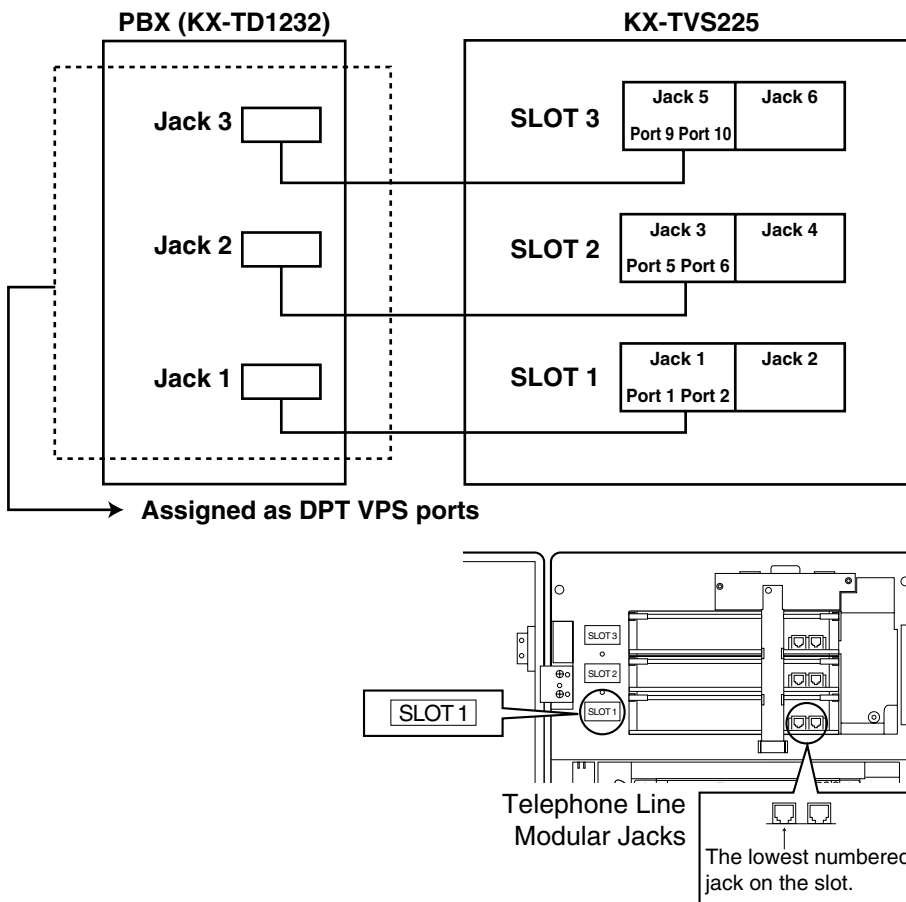 PBX (KX-TD1232)
KX-TVS225
Jack 3
SLOT 3
Jack 5
Jack 6
Port 9 Port 10
Jack 2
SLOT 2
Jack 3
Jack 4
Port 5 Port 6
Jack 1
SLOT 1
Jack 1
Jack 2
Port 1 Port 2
Assigned as DPT VPS ports
SLOT 3
SLOT 2
SLOT 1
SLOT 1
Telephone Line
Modular Jacks
The lowest numbered
jack on the slot.